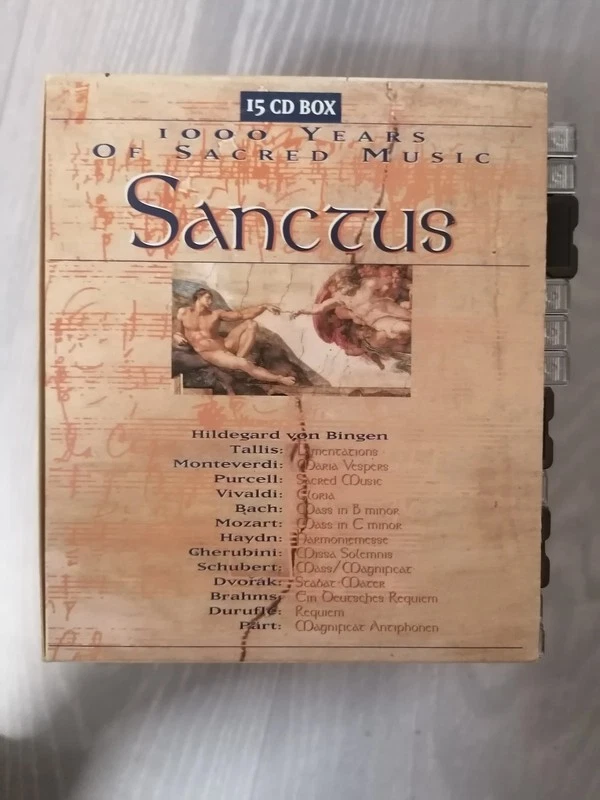 15 CD BOX
1000 YEARS
OF SACRED MUSIC
SANCTUS
Hildegard von Bingen
Tallis: Lamentations
Monteverdi: Maria Vespers
Purcell: Sacred Music
Vivaldi: Gloria
Bach: Mass in B minor
Mozart: Mass in C minor
Haydn: Harmoniemesse
Gherubini: Missa Solemnis
Schubert: Mass/Magnificat
Dvořák: Stabat Mater
Brahms: Ein Deutsches Requiem
Duruflé: Requiem
Pärt: Magnificat Antiphonen